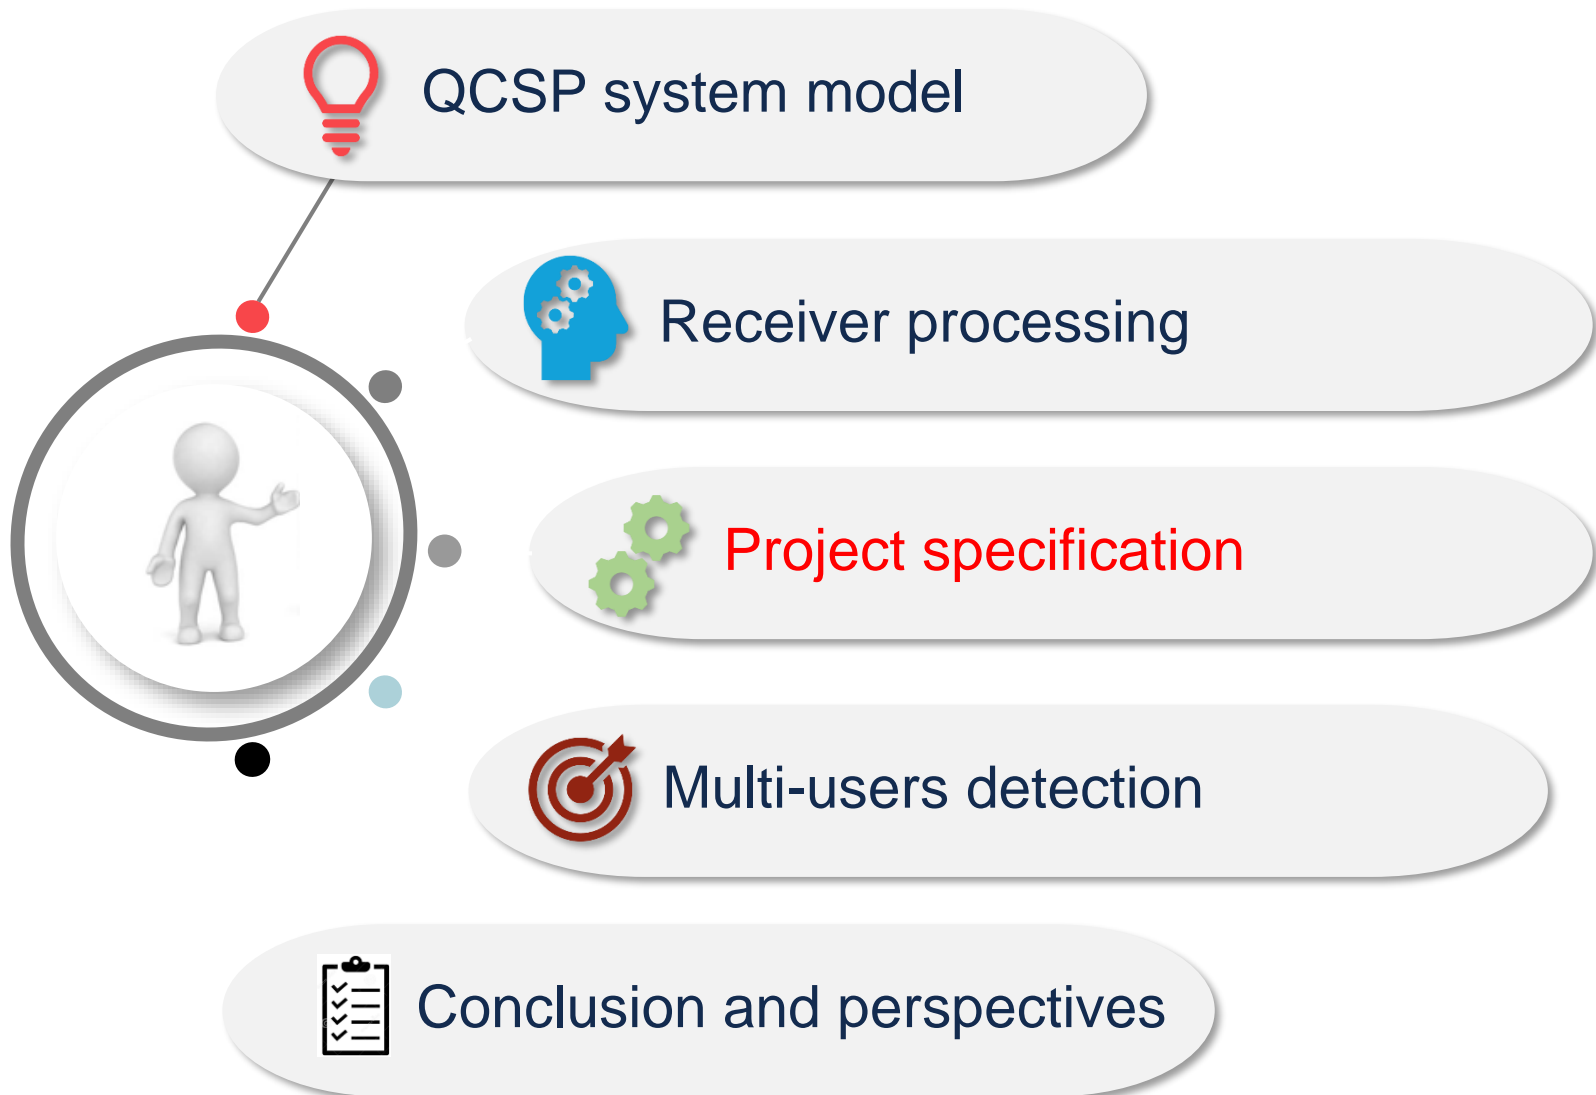 QCSP system model
Receiver processing
Project specification
Multi-users detection
Conclusion and perspectives